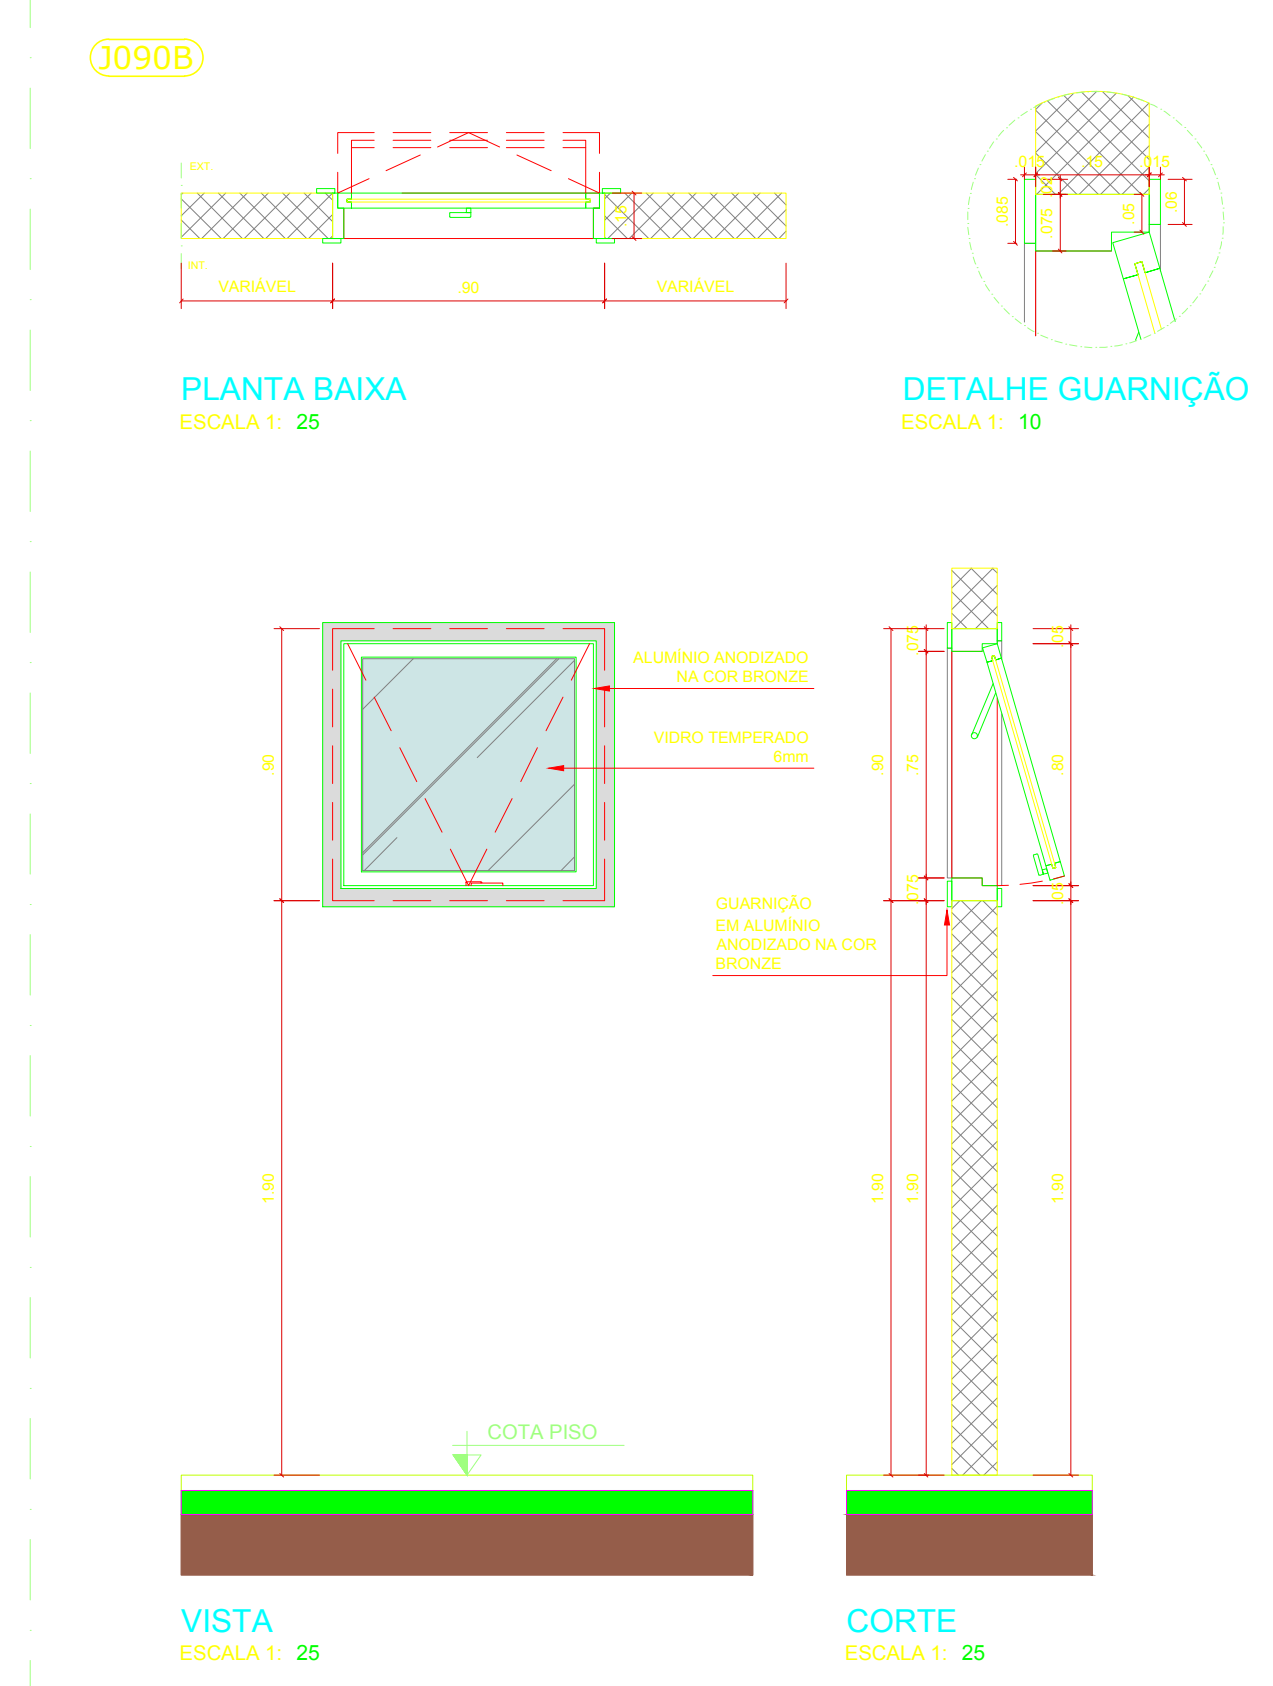 J090B
EXT.
.15
INT.
VARIÁVEL
.90
VARIÁVEL
PLANTA BAIXA
ESCALA 1: 25
.015
.15
.015
.085
.075
.05
.06
DETALHE GUARNIÇÃO
ESCALA 1: 10
ALUMÍNIO ANODIZADO
NA COR BRONZE
VIDRO TEMPERADO
6mm
.90
1.90
GUARNIÇÃO
EM ALUMÍNIO
ANODIZADO NA COR
BRONZE
.075
.05
.90
.75
.80
.075
.05
1.90
1.90
1.90
COTA PISO
VISTA
ESCALA 1: 25
CORTE
ESCALA 1: 25